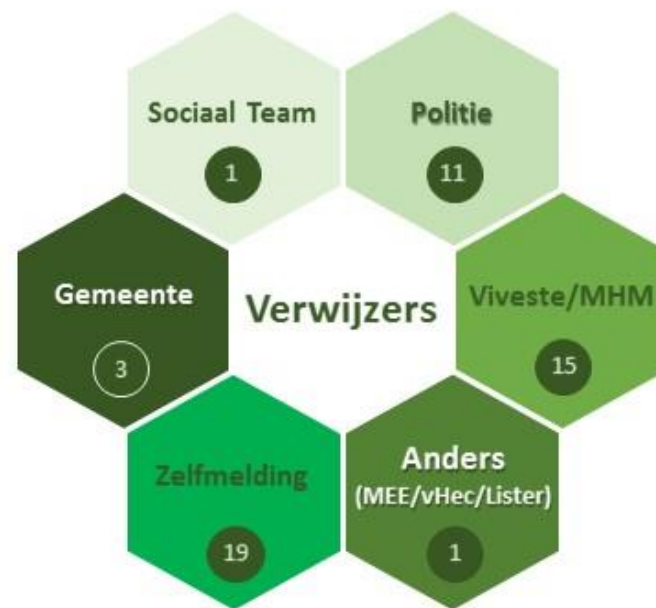 Sociaal Team
1
Politie
11
Gemeente
3
Verwijzers
Viveste/MHM
15
Zelfmelding
19
Anders
(MEE/vHec/Lister)
1